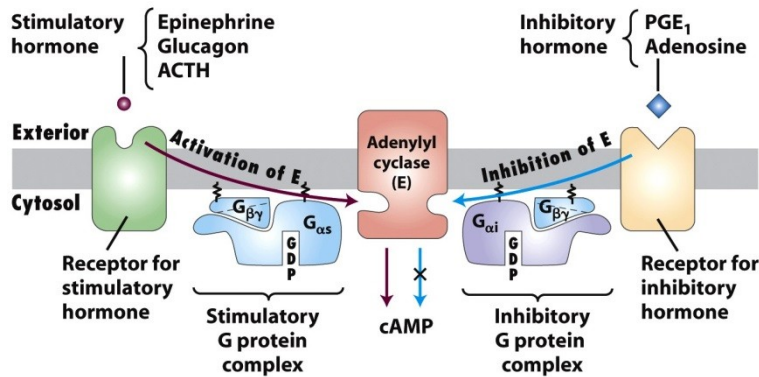 Stimulatory
hormone
Epinephrine
Glucagon
ACTH
Inhibitory
hormone
PGE1
Adenosine
Exterior
Cytosol
Activation of E
Adenylyl
cyclase
(E)
Inhibition of E
Gβγ
Gαs
GDP
Gαi
Gβγ
GDP
Receptor for
stimulatory
hormone
Stimulatory
G protein
complex
cAMP
Inhibitory
G protein
complex
Receptor for
inhibitory
hormone